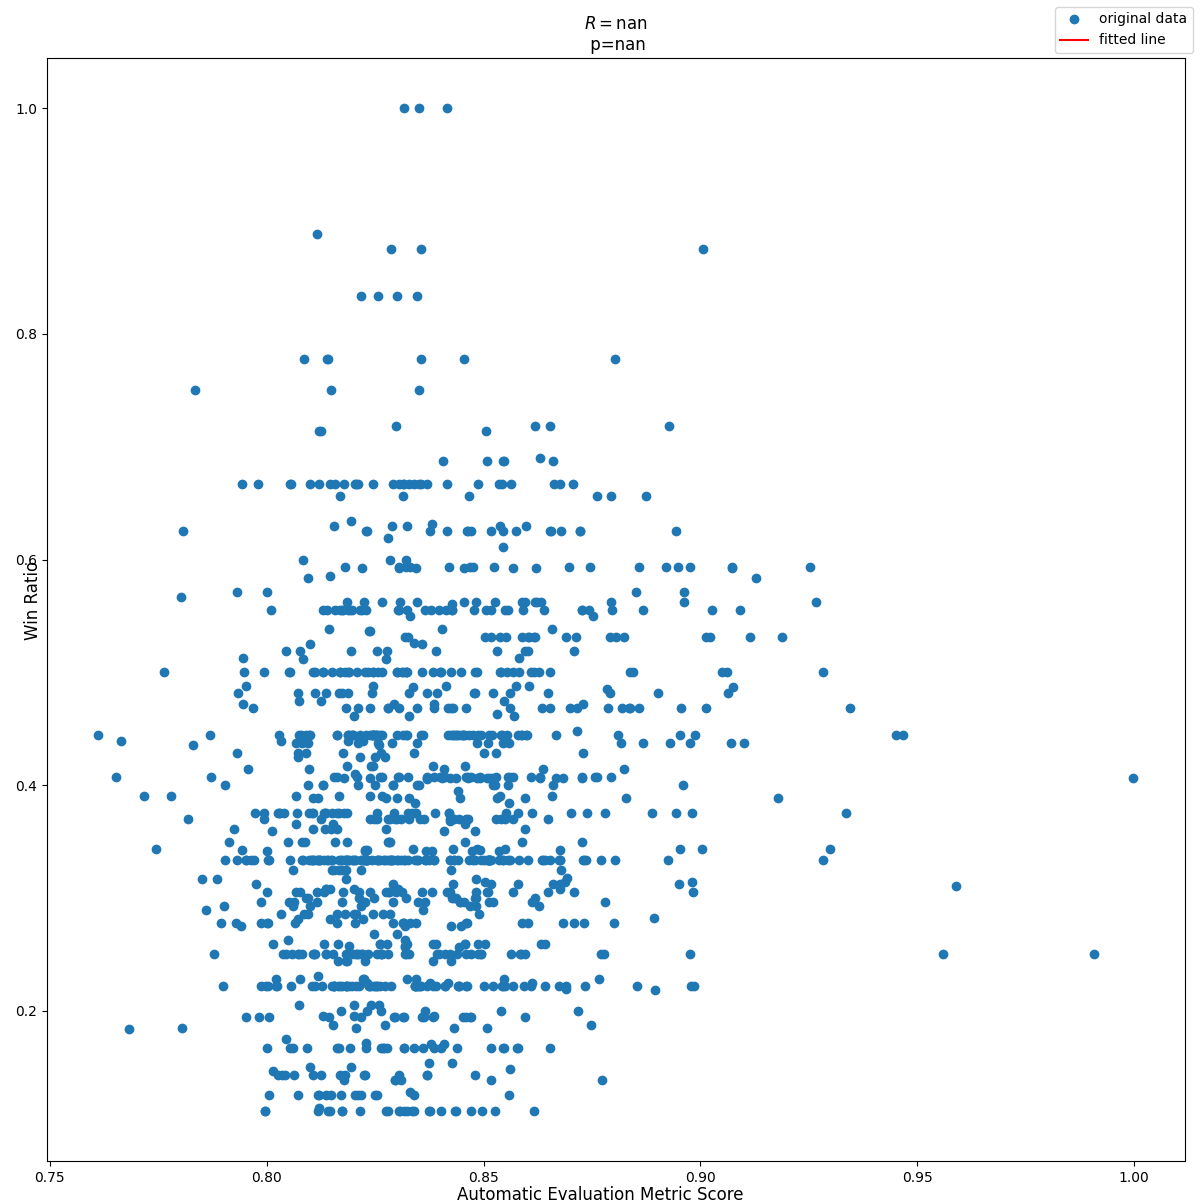 R = nan
p=nan
original data
fitted line
1.0
0.8
0.6
0.4
0.2
Win Ratio
0.75
0.80
0.85
0.90
0.95
1.00
Automatic Evaluation Metric Score